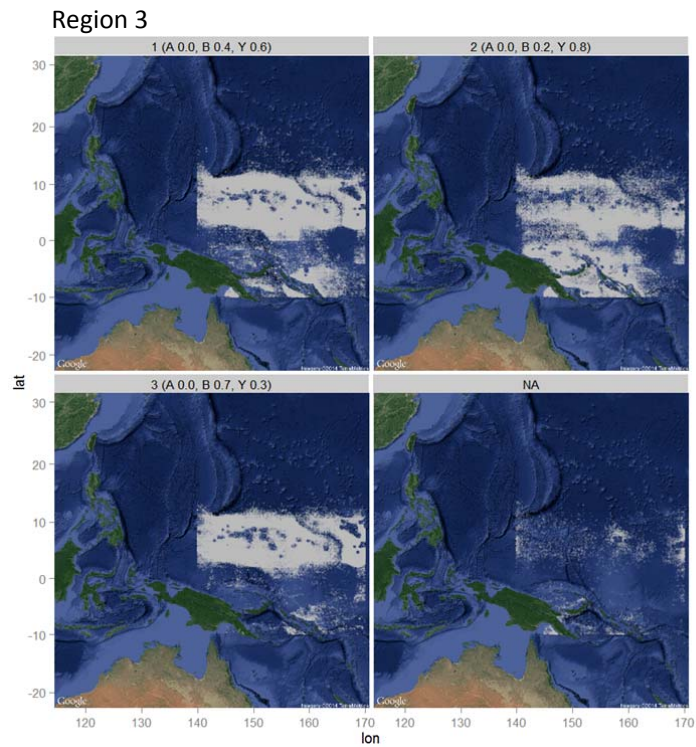 Region 3
1 (A 0.0, B 0.4, Y 0.6)
2 (A 0.0, B 0.2, Y 0.8)
30
20
10
0
-10
-20
Google
Google
lat
3 (A 0.0, B 0.7, Y 0.3)
NA
30
20
10
0
-10
-20
Google
Google
120 130 140 150 160 170 120 130 140 150 160 170
lon